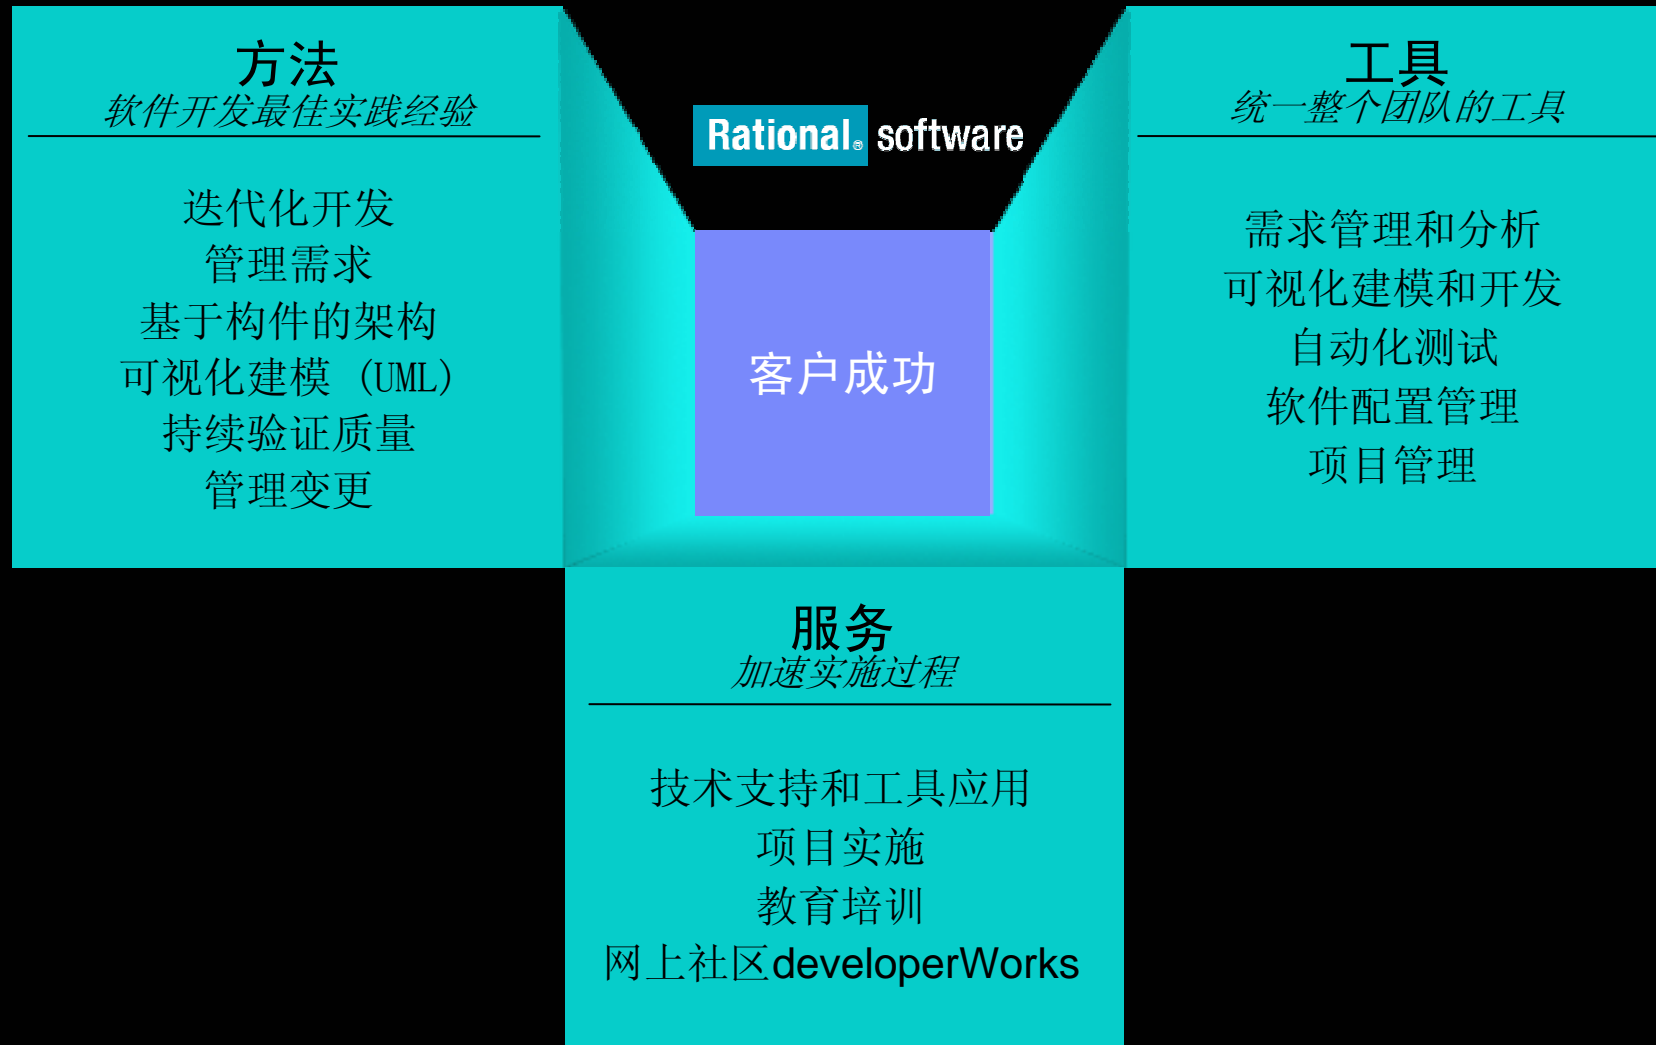 方法
软件开发最佳实践经验
迭代化开发
管理需求
基于构件的架构
可视化建模 (UML)
持续验证质量
管理变更
Rational® software
客户成功
工具
统一整个团队的工具
需求管理和分析
可视化建模和开发
自动化测试
软件配置管理
项目管理
服务
加速实施过程
技术支持和工具应用
项目实施
教育培训
网上社区developerWorks